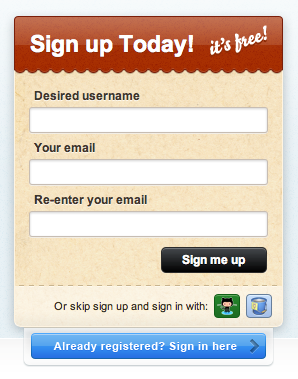 Sign up Today! it's free!
Desired username
Your email
Re-enter your email
Sign me up
Or skip sign up and sign in with:
Already registered? Sign in here